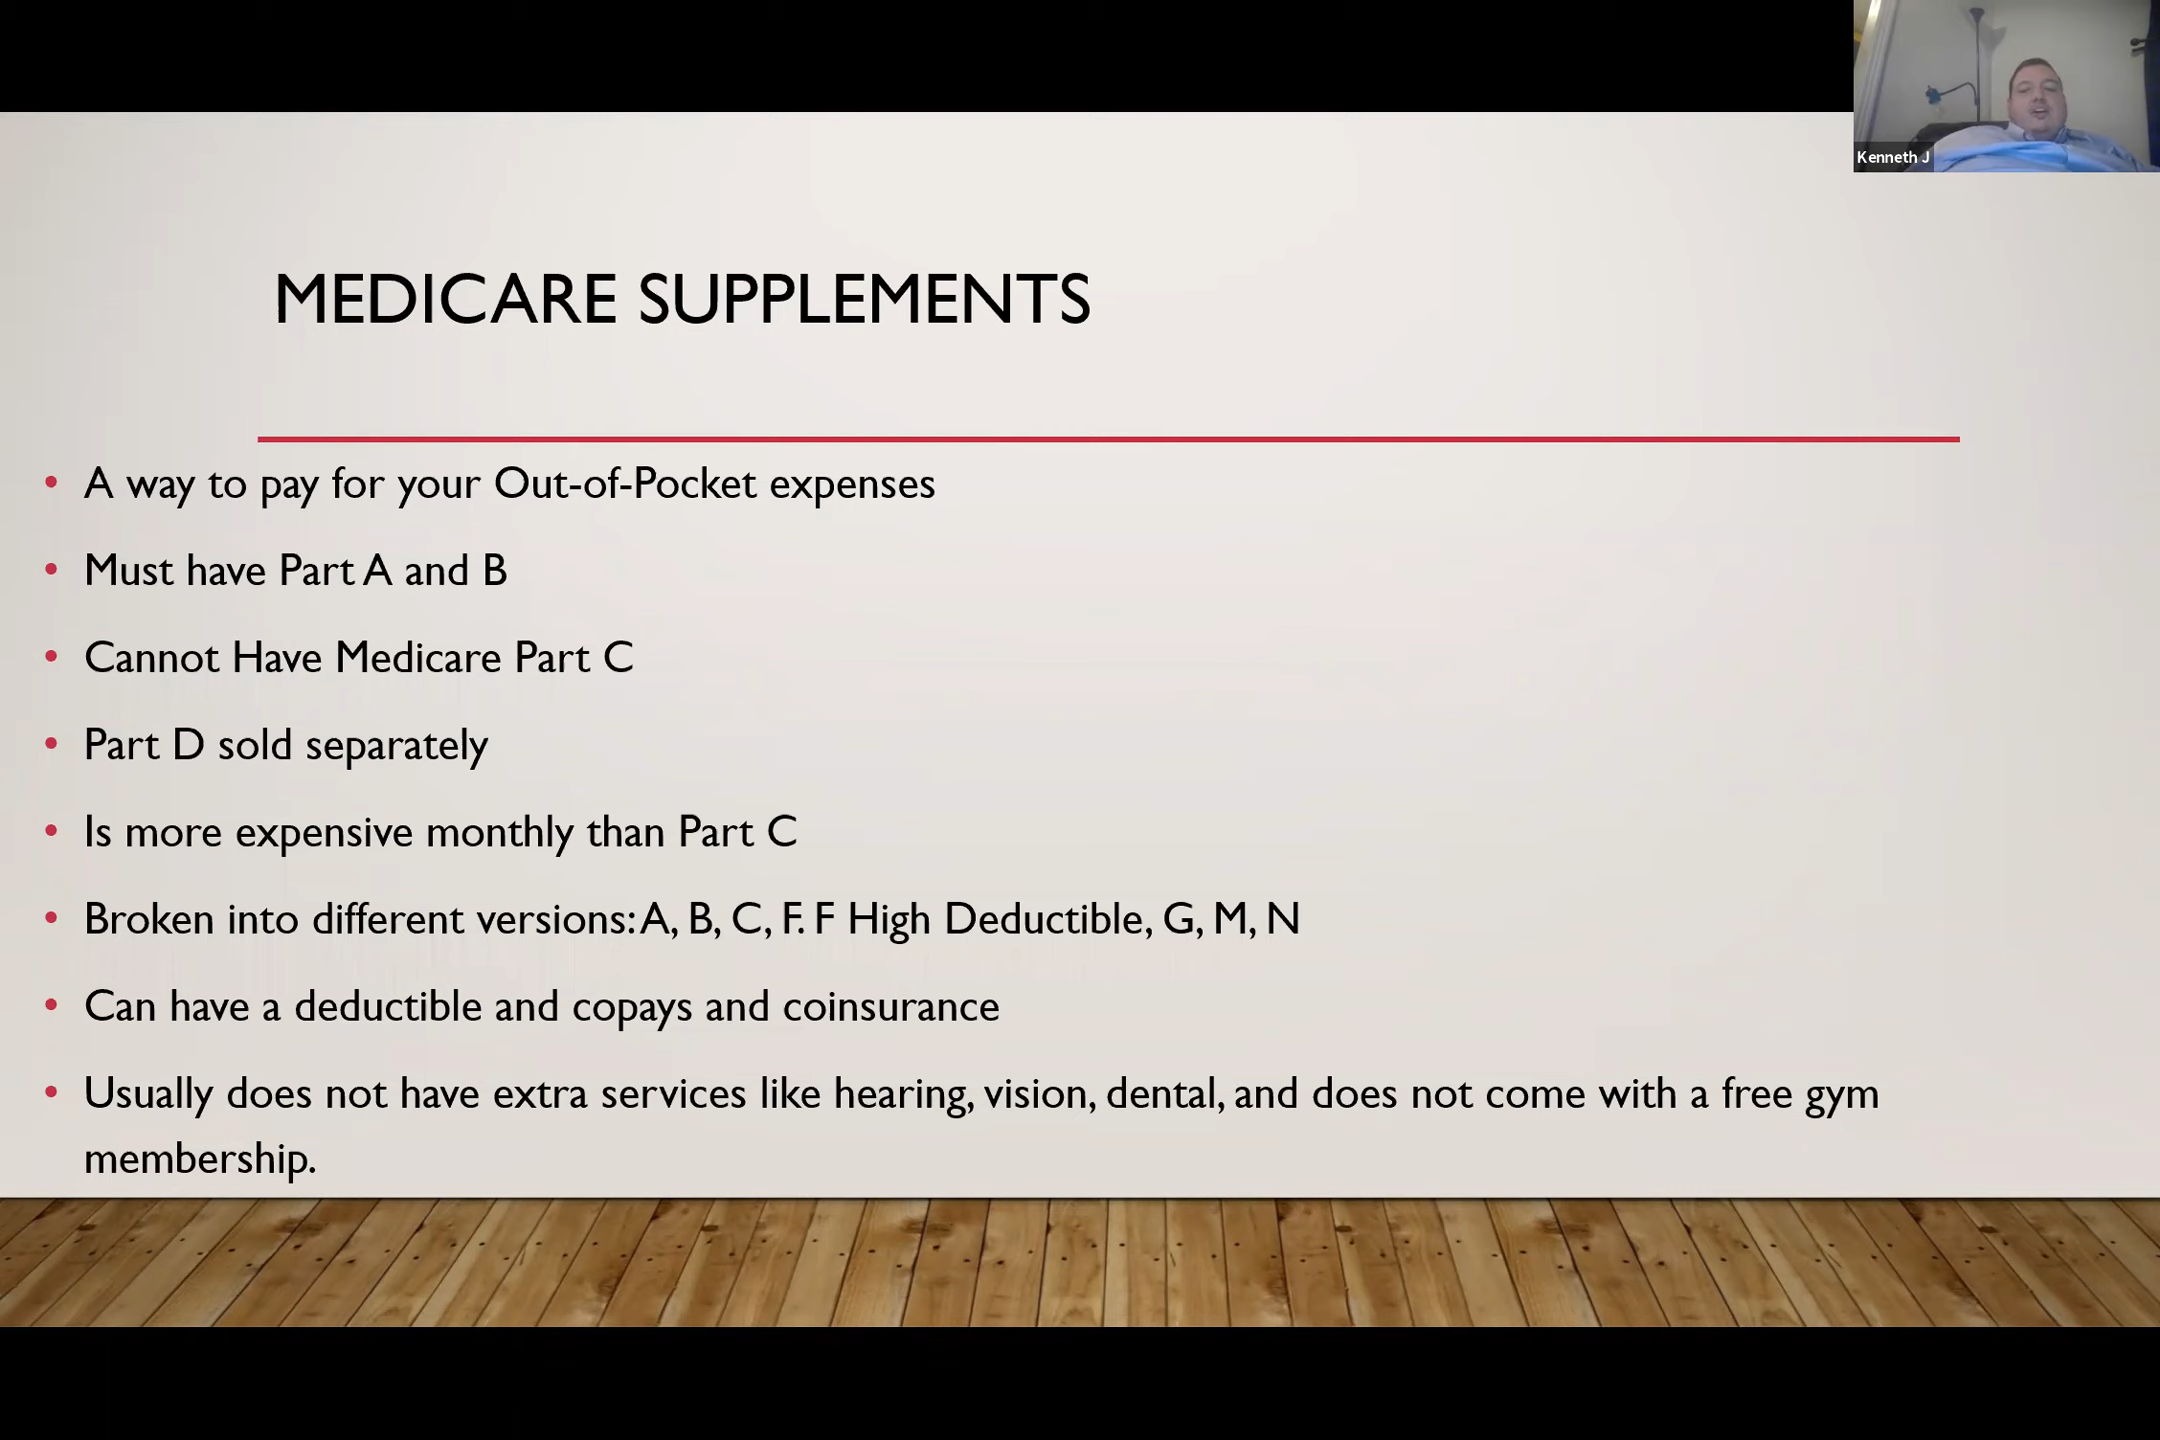 Kenneth J
MEDICARE SUPPLEMENTS
• A way to pay for your Out-of-Pocket expenses
• Must have Part A and B
• Cannot Have Medicare Part C
• Part D sold separately
• Is more expensive monthly than Part C
• Broken into different versions: A, B, C, F. F High Deductible, G, M, N
• Can have a deductible and copays and coinsurance
• Usually does not have extra services like hearing, vision, dental, and does not come with a free gym
membership.